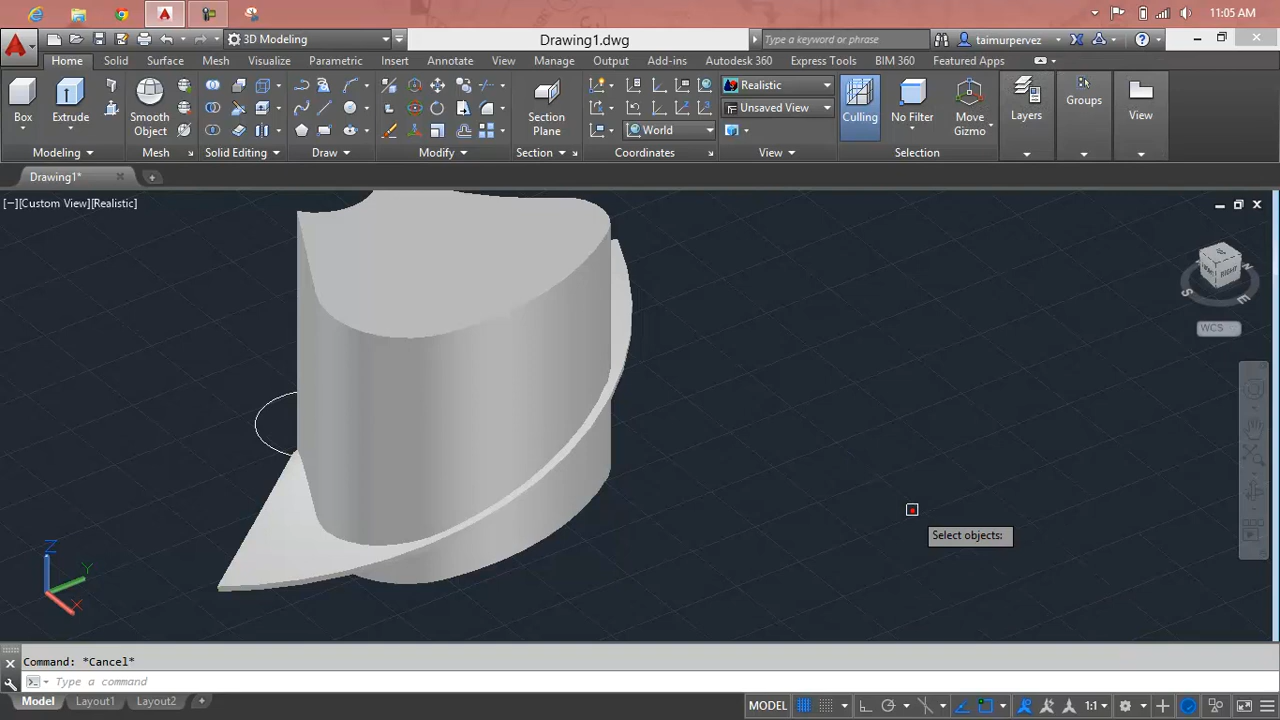 11:05 AM
3D Modeling
Drawing1.dwg
Type a keyword or phrase
taimurpervez
Home Solid Surface Mesh Visualize Parametric Insert Annotate View Manage Output Add-ins Autodesk 360 Express Tools BIM 360 Featured Apps
Realistic
Unsaved View
World
Box
Extrude
Smooth
Object
Section
Plane
Culling
No Filter
Move
Gizmo
Layers
Groups
View
Modeling Mesh Solid Editing Draw Modify Section Coordinates View Selection
Drawing1*
[−][Custom View][Realistic]
RIGHT
S
E
WCS
Select objects:
Z
Y
X
Command: *Cancel*
Type a command
Model Layout1 Layout2
MODEL
1:1